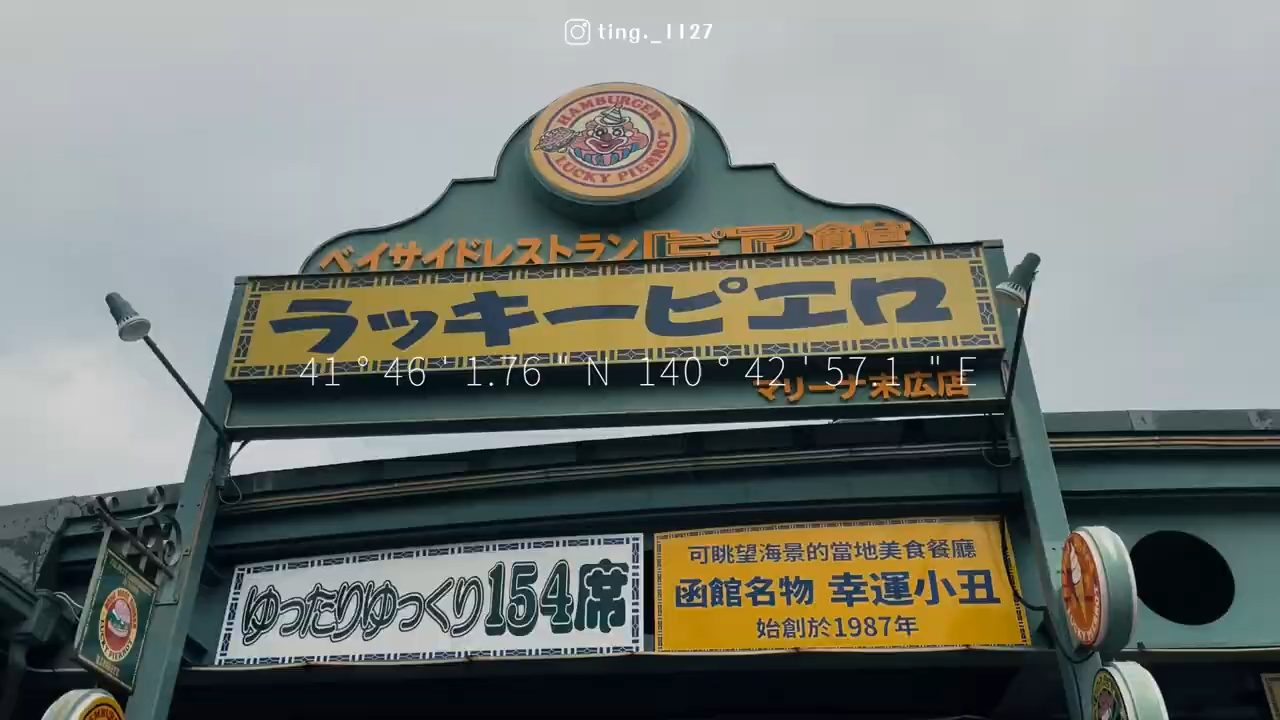 ting._1127
HAMBURGER
LUCKY PIERROT
ベイサイドレストラン ピア館
ラッキーピエロ
41 ° 46 ' 1.76 " N 140 ° 42 ' 57.1 " E
マリーナ末広店
ゆったりゆっくり154席
可眺望海景的當地美食餐廳
函館名物 幸運小丑
始創於1987年